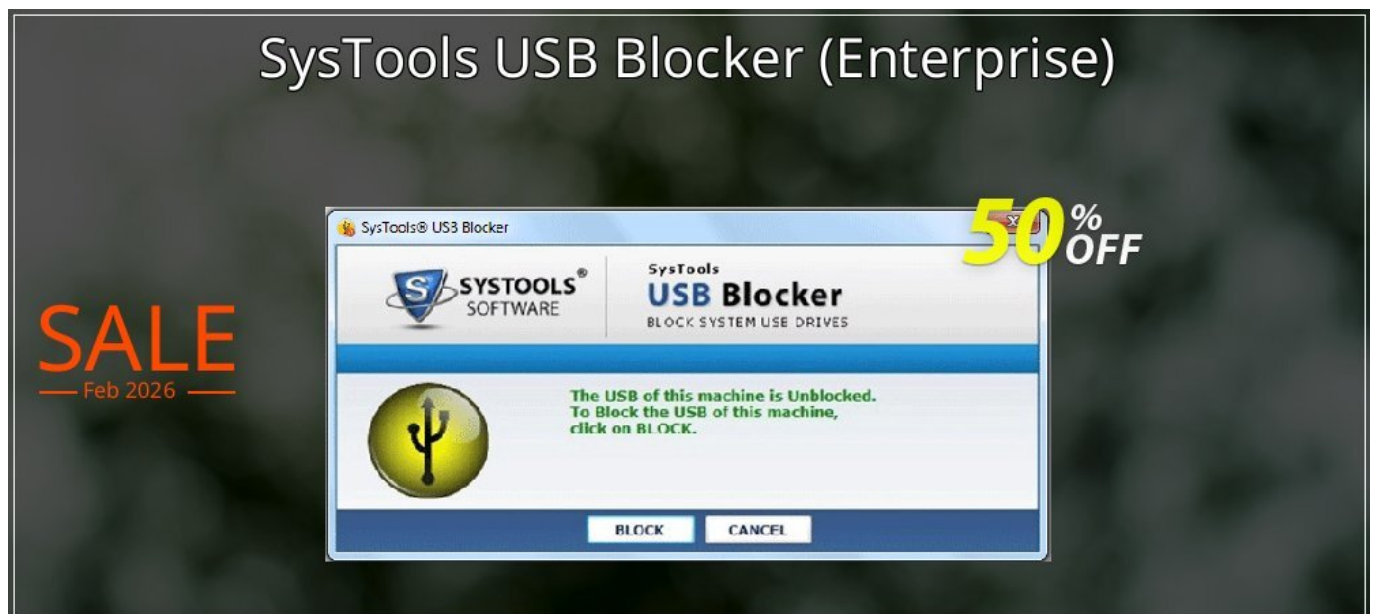 SysTools USB Blocker (Enterprise)
50% OFF
SysTools® US3 Blocker
X
SYSTOOLS®
SOFTWARE
SysTools
USB Blocker
BLOCK SYSTEM USE DRIVES
SALE
Feb 2026
The USB of this machine is Unblocked.
To Block the USB of this machine,
click on BLOCK.
BLOCK CANCEL